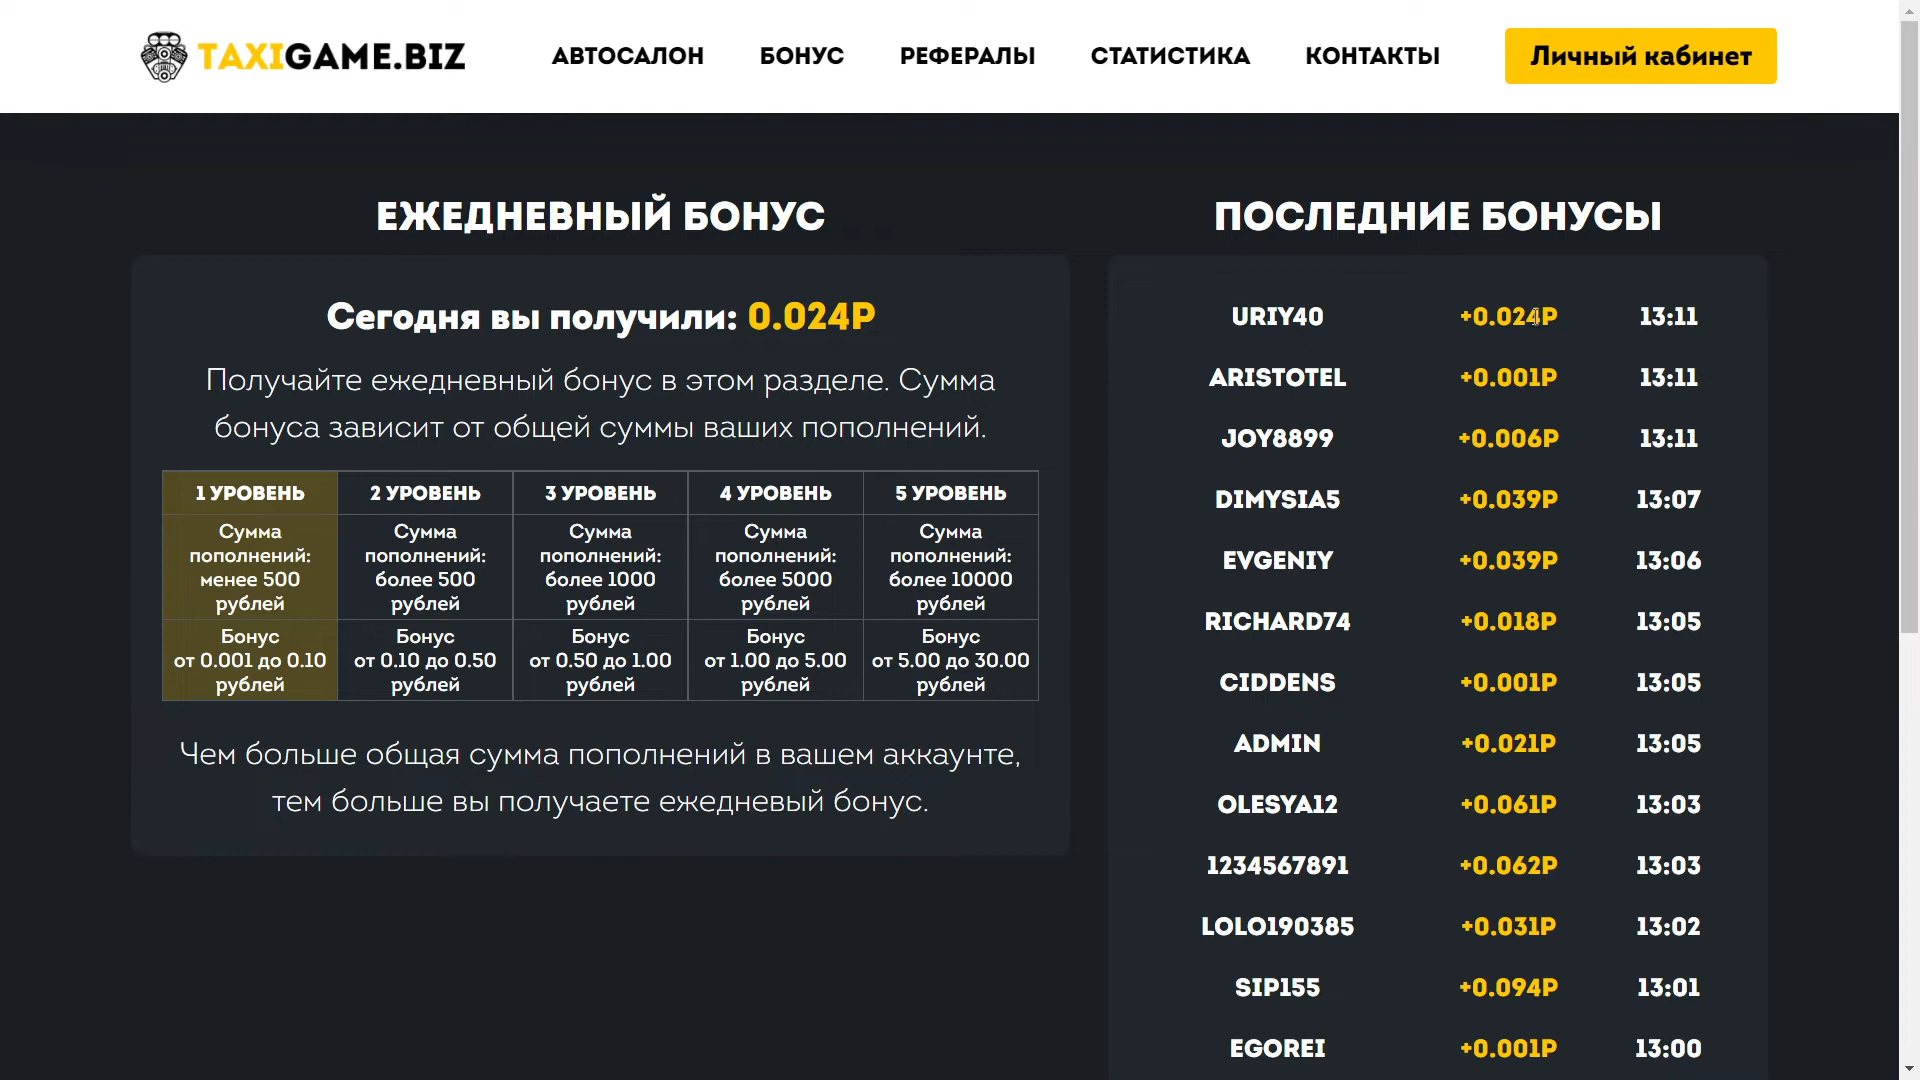 TAXIGAME.BIZ
АВТОСАЛОН БОНУС РЕФЕРАЛЫ СТАТИСТИКА КОНТАКТЫ Личный кабинет
ЕЖЕДНЕВНЫЙ БОНУС
Сегодня вы получили: 0.024Р
Получайте ежедневный бонус в этом разделе. Сумма
бонуса зависит от общей суммы ваших пополнений.
1 УРОВЕНЬ 2 УРОВЕНЬ 3 УРОВЕНЬ 4 УРОВЕНЬ 5 УРОВЕНЬ
Сумма Сумма Сумма Сумма Сумма
пополнений: пополнений: пополнений: пополнений: пополнений:
менее 500 более 500 более 1000 более 5000 более 10000
рублей рублей рублей рублей рублей
Бонус Бонус Бонус Бонус Бонус
от 0.001 до 0.10 от 0.10 до 0.50 от 0.50 до 1.00 от 1.00 до 5.00 от 5.00 до 30.00
рублей рублей рублей рублей рублей
Чем больше общая сумма пополнений в вашем аккаунте,
тем больше вы получаете ежедневый бонус.
ПОСЛЕДНИЕ БОНУСЫ
URIY40 +0.024Р 13:11
ARISTOTEL +0.001Р 13:11
JOY8899 +0.006Р 13:11
DIMYSIA5 +0.039Р 13:07
EVGENIY +0.039Р 13:06
RICHARD74 +0.018Р 13:05
CIDDENS +0.001Р 13:05
ADMIN +0.021Р 13:05
OLESYA12 +0.061Р 13:03
1234567891 +0.062Р 13:03
LOLO190385 +0.031Р 13:02
SIP155 +0.094Р 13:01
EGOREI +0.001Р 13:00